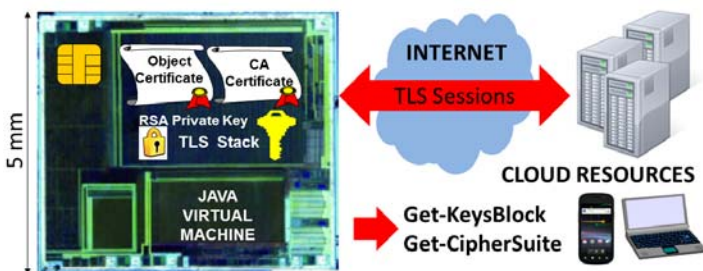 5 mm
Object
Certificate
CA
Certificate
RSA Private Key
TLS Stack
JAVA
VIRTUAL
MACHINE
INTERNET
TLS Sessions
CLOUD RESOURCES
Get-KeysBlock
Get-CipherSuite